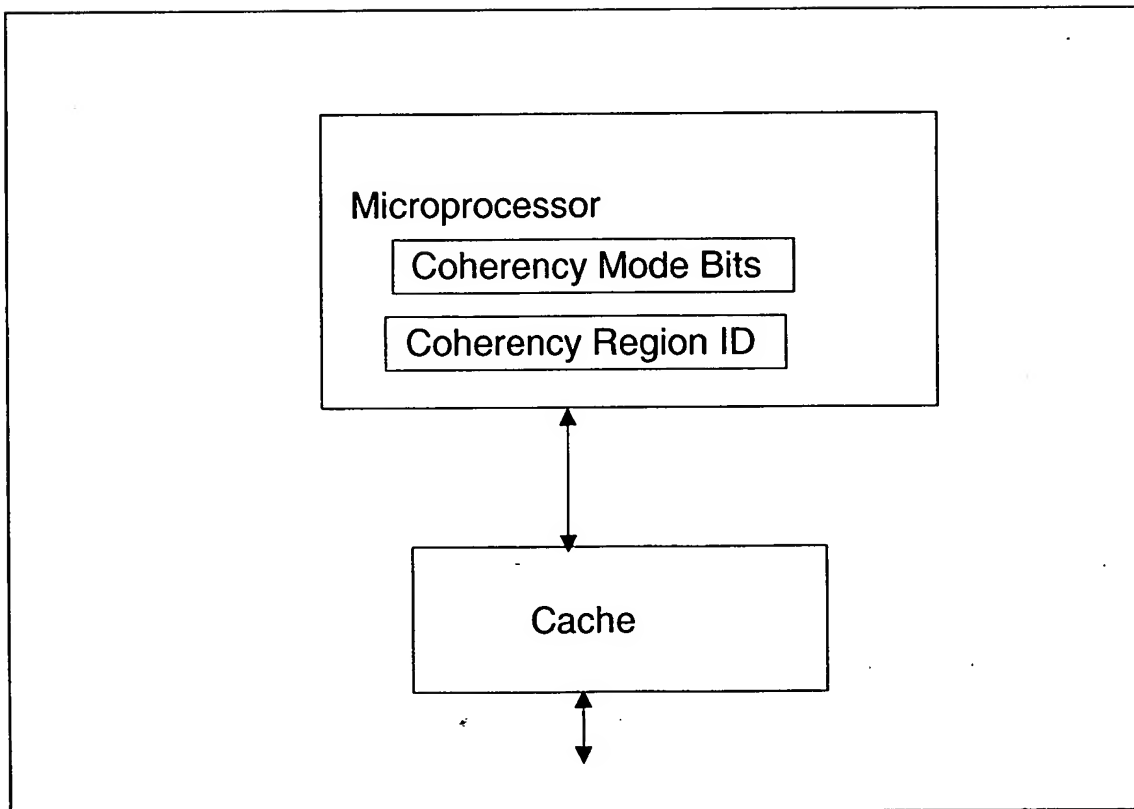 Microprocessor
Coherency Mode Bits
Coherency Region ID
Cache